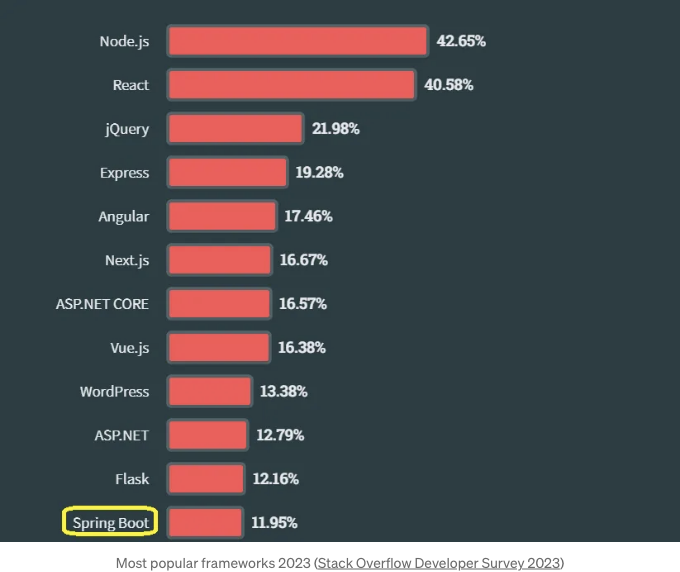 Node.js 42.65%
React 40.58%
jQuery 21.98%
Express 19.28%
Angular 17.46%
Next.js 16.67%
ASP.NET CORE 16.57%
Vue.js 16.38%
WordPress 13.38%
ASP.NET 12.79%
Flask 12.16%
Spring Boot 11.95%
Most popular frameworks 2023 (Stack Overflow Developer Survey 2023)